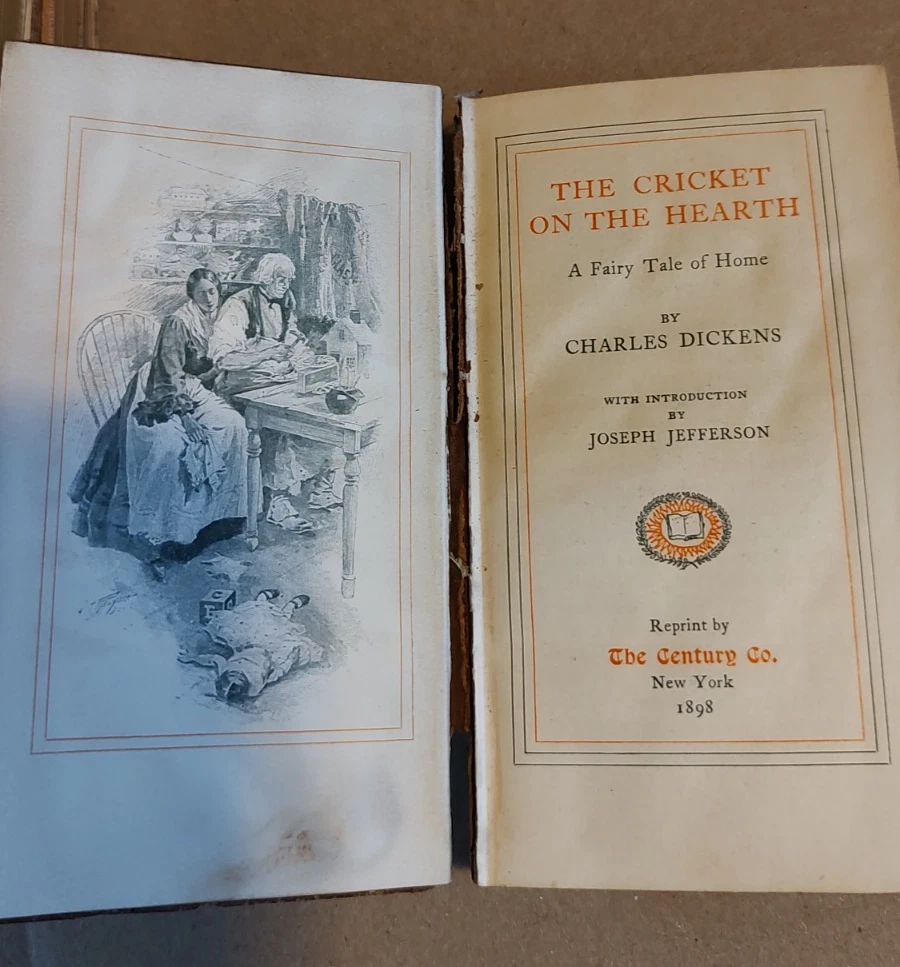 THE CRICKET
ON THE HEARTH
A Fairy Tale of Home
BY
CHARLES DICKENS
WITH INTRODUCTION
BY
JOSEPH JEFFERSON
Reprint by
The Century Co.
New York
1898